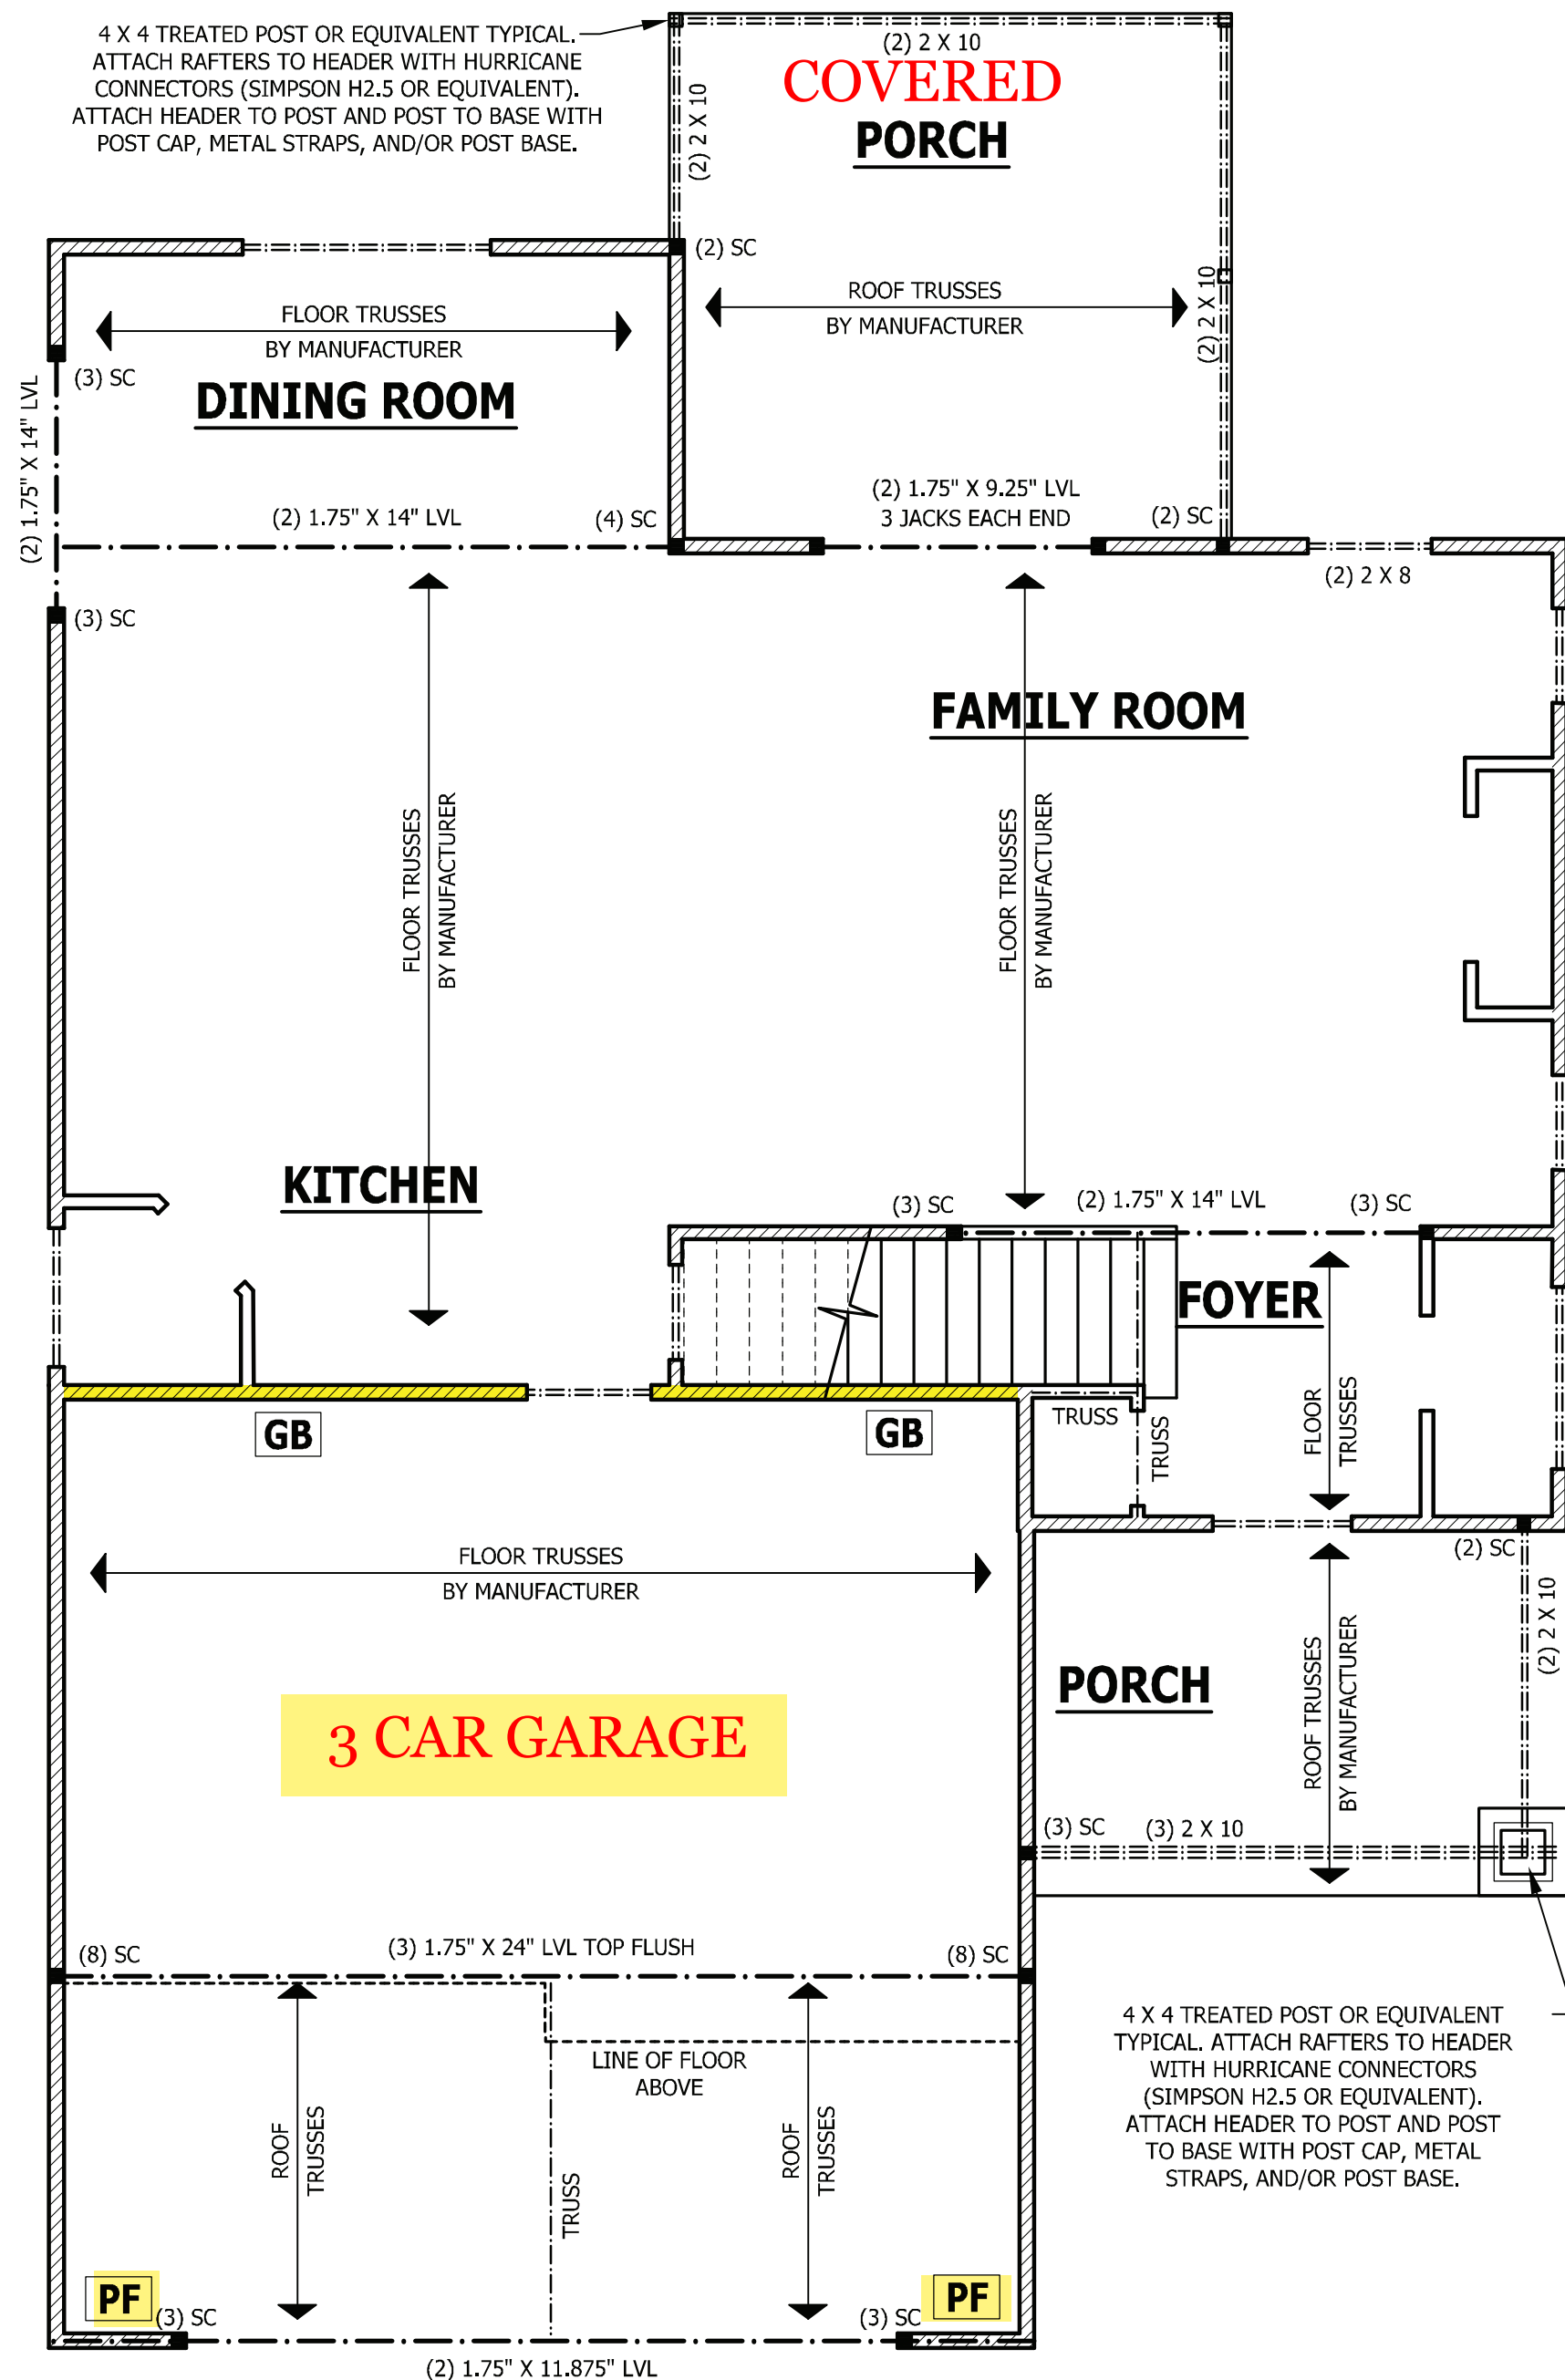 4 X 4 TREATED POST OR EQUIVALENT TYPICAL.
ATTACH RAFTERS TO HEADER WITH HURRICANE
CONNECTORS (SIMPSON H2.5 OR EQUIVALENT).
ATTACH HEADER TO POST AND POST TO BASE WITH
POST CAP, METAL STRAPS, AND/OR POST BASE.
(2) 2 X 10
COVERED
PORCH
(2) 2 X 10
(2) SC
ROOF TRUSSES
BY MANUFACTURER
(2) 2 X 10
FLOOR TRUSSES
BY MANUFACTURER
(3) SC
DINING ROOM
(2) 1.75" X 14" LVL
(2) 1.75" X 14" LVL
(4) SC
(2) 1.75" X 9.25" LVL
3 JACKS EACH END
(2) SC
(2) 2 X 8
(3) SC
FAMILY ROOM
FLOOR TRUSSES
BY MANUFACTURER
FLOOR TRUSSES
BY MANUFACTURER
KITCHEN
(3) SC
(2) 1.75" X 14" LVL
(3) SC
FOYER
GB
GB
TRUSS
TRUSS
FLOOR
TRUSSES
FLOOR TRUSSES
BY MANUFACTURER
(2) SC
(2) 2 X 10
PORCH
ROOF TRUSSES
BY MANUFACTURER
3 CAR GARAGE
(3) SC
(3) 2 X 10
(8) SC
(3) 1.75" X 24" LVL TOP FLUSH
(8) SC
LINE OF FLOOR
ABOVE
4 X 4 TREATED POST OR EQUIVALENT
TYPICAL. ATTACH RAFTERS TO HEADER
WITH HURRICANE CONNECTORS
(SIMPSON H2.5 OR EQUIVALENT).
ATTACH HEADER TO POST AND POST
TO BASE WITH POST CAP, METAL
STRAPS, AND/OR POST BASE.
ROOF
TRUSSES
TRUSS
ROOF
TRUSSES
PF
(3) SC
(3) SC
PF
(2) 1.75" X 11.875" LVL